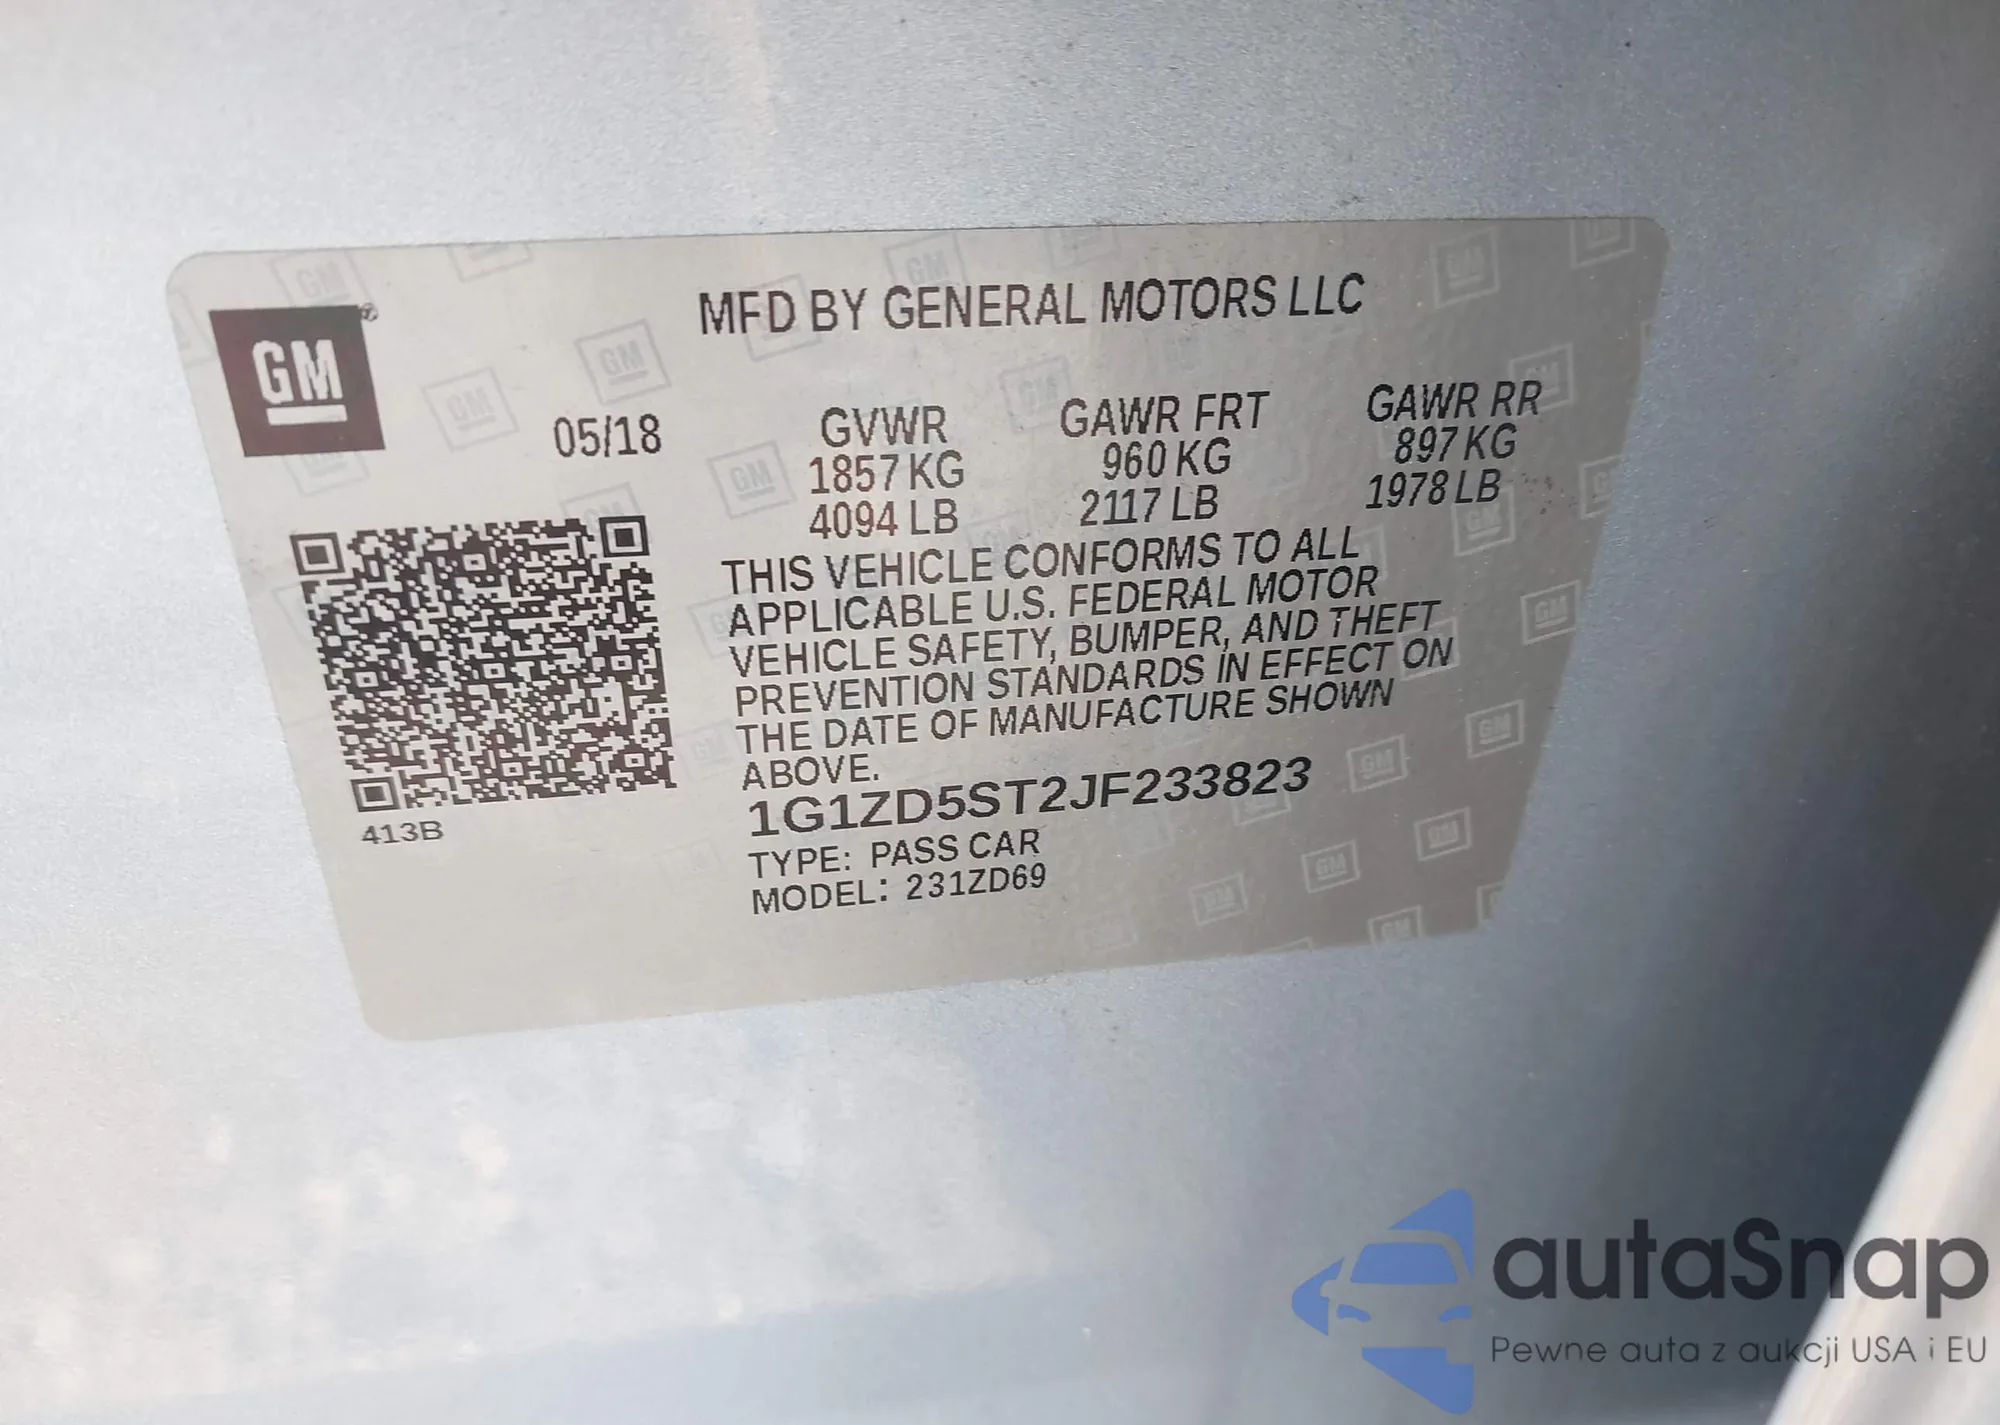 GM
MFD BY GENERAL MOTORS LLC
05/18
GVWR GAWR FRT GAWR RR
1857 KG 960 KG 897 KG
4094 LB 2117 LB 1978 LB
THIS VEHICLE CONFORMS TO ALL
APPLICABLE U.S. FEDERAL MOTOR
VEHICLE SAFETY, BUMPER, AND THEFT
PREVENTION STANDARDS IN EFFECT ON
THE DATE OF MANUFACTURE SHOWN
ABOVE.
1G1ZD5ST2JF233823
413B
TYPE: PASS CAR
MODEL: 231ZD69
autaSnap
Pewne auta z aukcji USA i EU